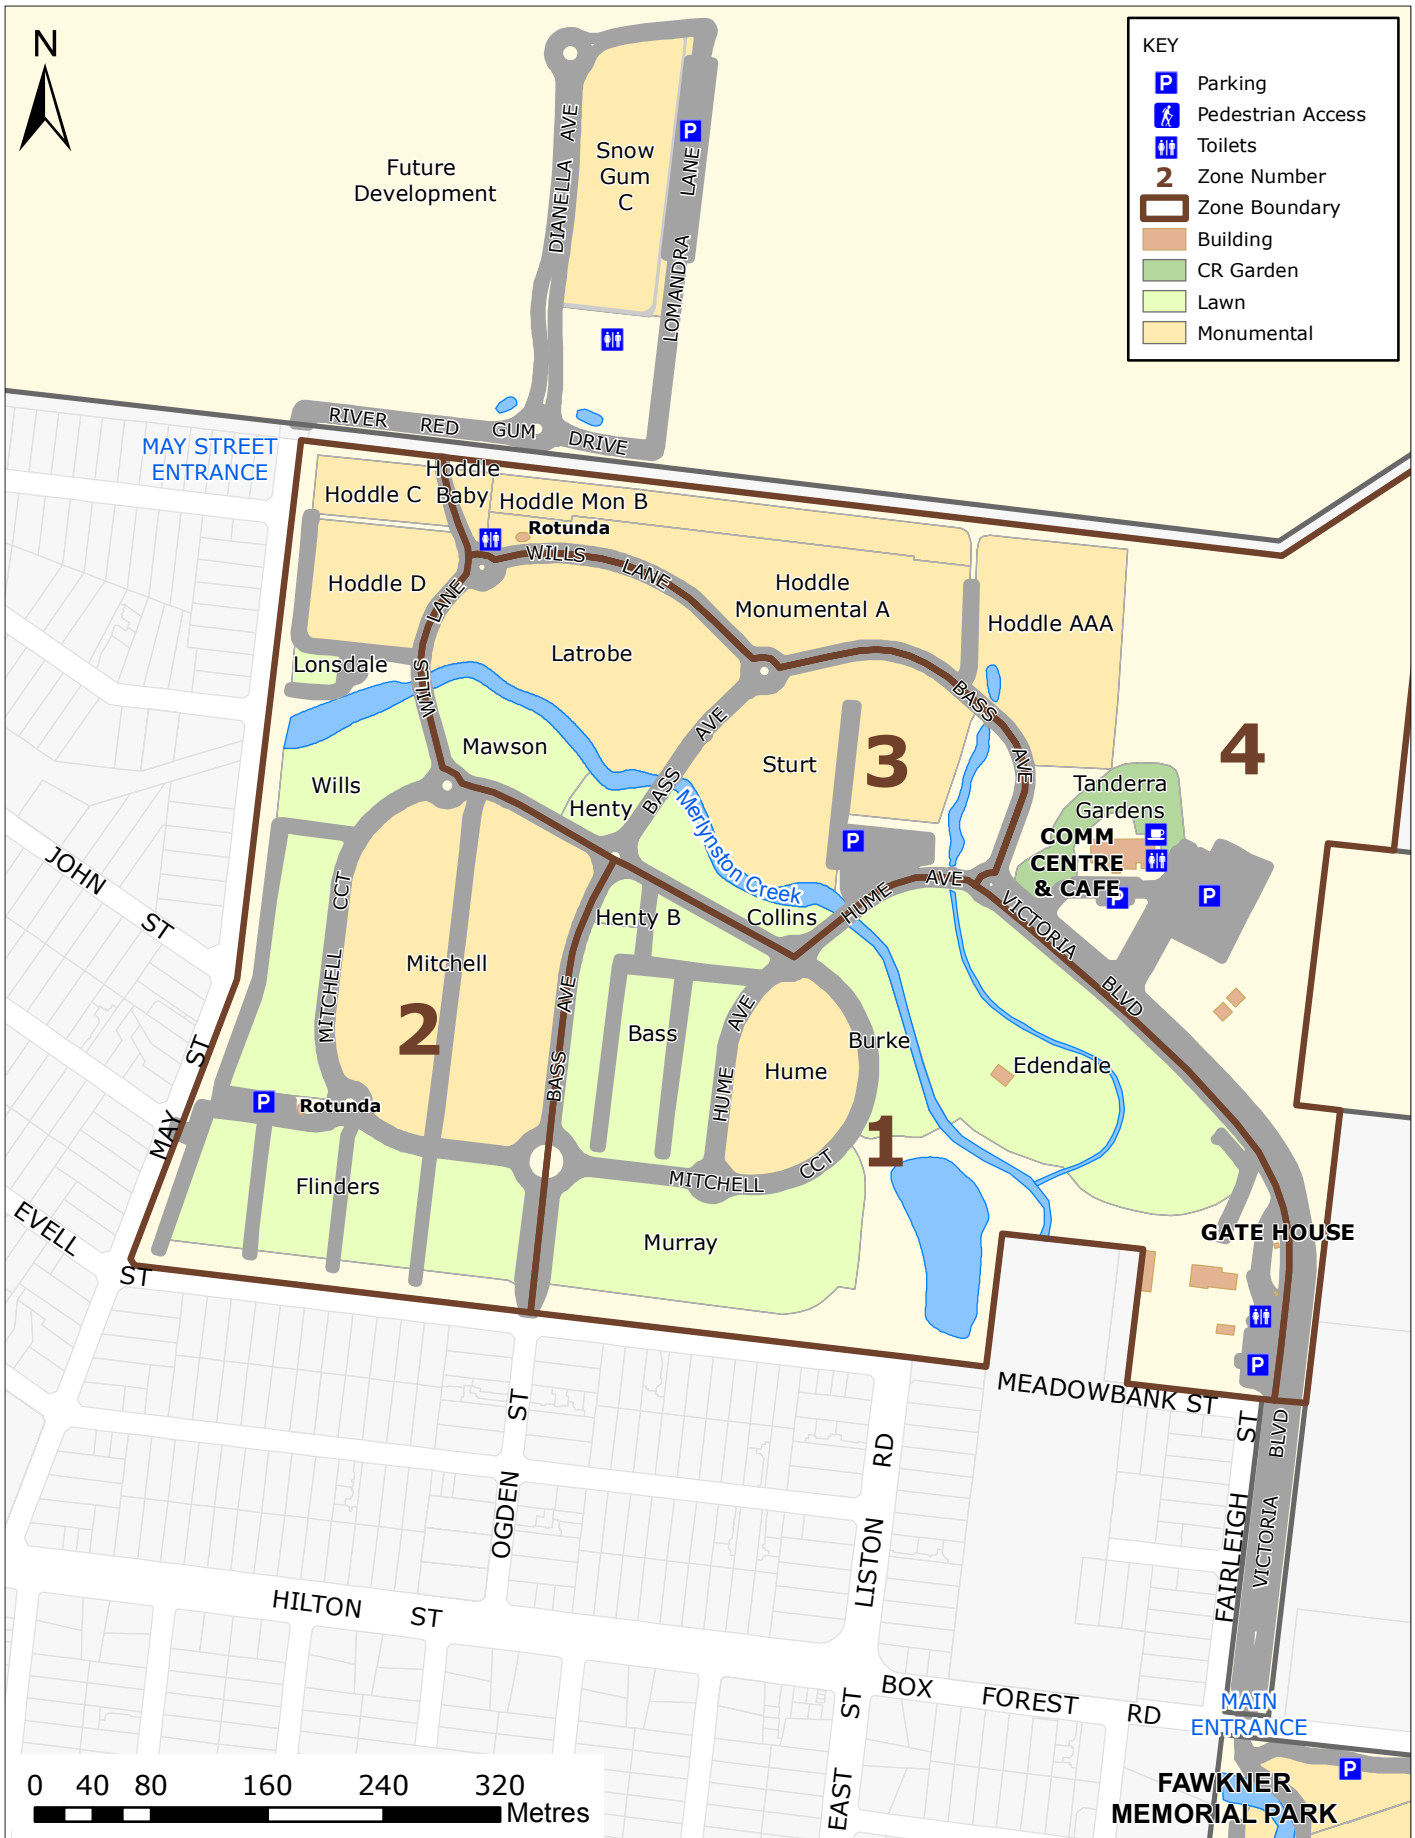 N
KEY
P
Parking
Pedestrian Access
Toilets
2
Zone Number
Zone Boundary
Building
CR Garden
Lawn
Monumental
Future
Development
DIANELLA AVE
Snow
Gum
C
P
LOMANDRA LANE
RIVER RED GUM DRIVE
MAY STREET
ENTRANCE
Hoddle
Baby
Hoddle C
Hoddle Mon B
Rotunda
WILLS LANE
Hoddle D
WILLS LANE
Hoddle
Monumental A
Hoddle AAA
Latrobe
Lonsdale
BASS AVE
BASS AVE
3
4
Mawson
Sturt
Wills
Henty
Merlynston Creek
Tanderra
Gardens
COMM
CENTRE
& CAFE
P
P
P
JOHN ST
MITCHELL CCT
HUME AVE
VICTORIA BLVD
Henty B
Collins
Mitchell
2
BASS AVE
Bass
HUME AVE
Hume
Burke
Edendale
1
MAY ST
P
Rotunda
MITCHELL CCT
Flinders
Murray
GATE HOUSE
EVELL ST
P
MEADOWBANK ST
OGDEN ST
LISTON RD
FAIRLEIGH ST
VICTORIA BLVD
HILTON ST
EAST ST
BOX FOREST RD
MAIN
ENTRANCE
P
FAWKNER
MEMORIAL PARK
0 40 80 160 240 320
Metres